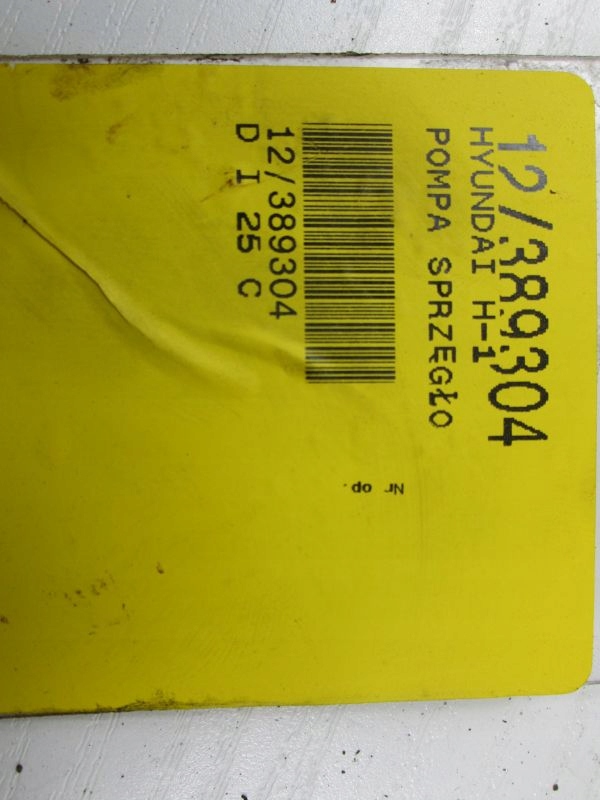 12/389304
HYUNDAI H-1
POMPA SPRZĘGŁO
12/389304
D I 25 C
Nr op.